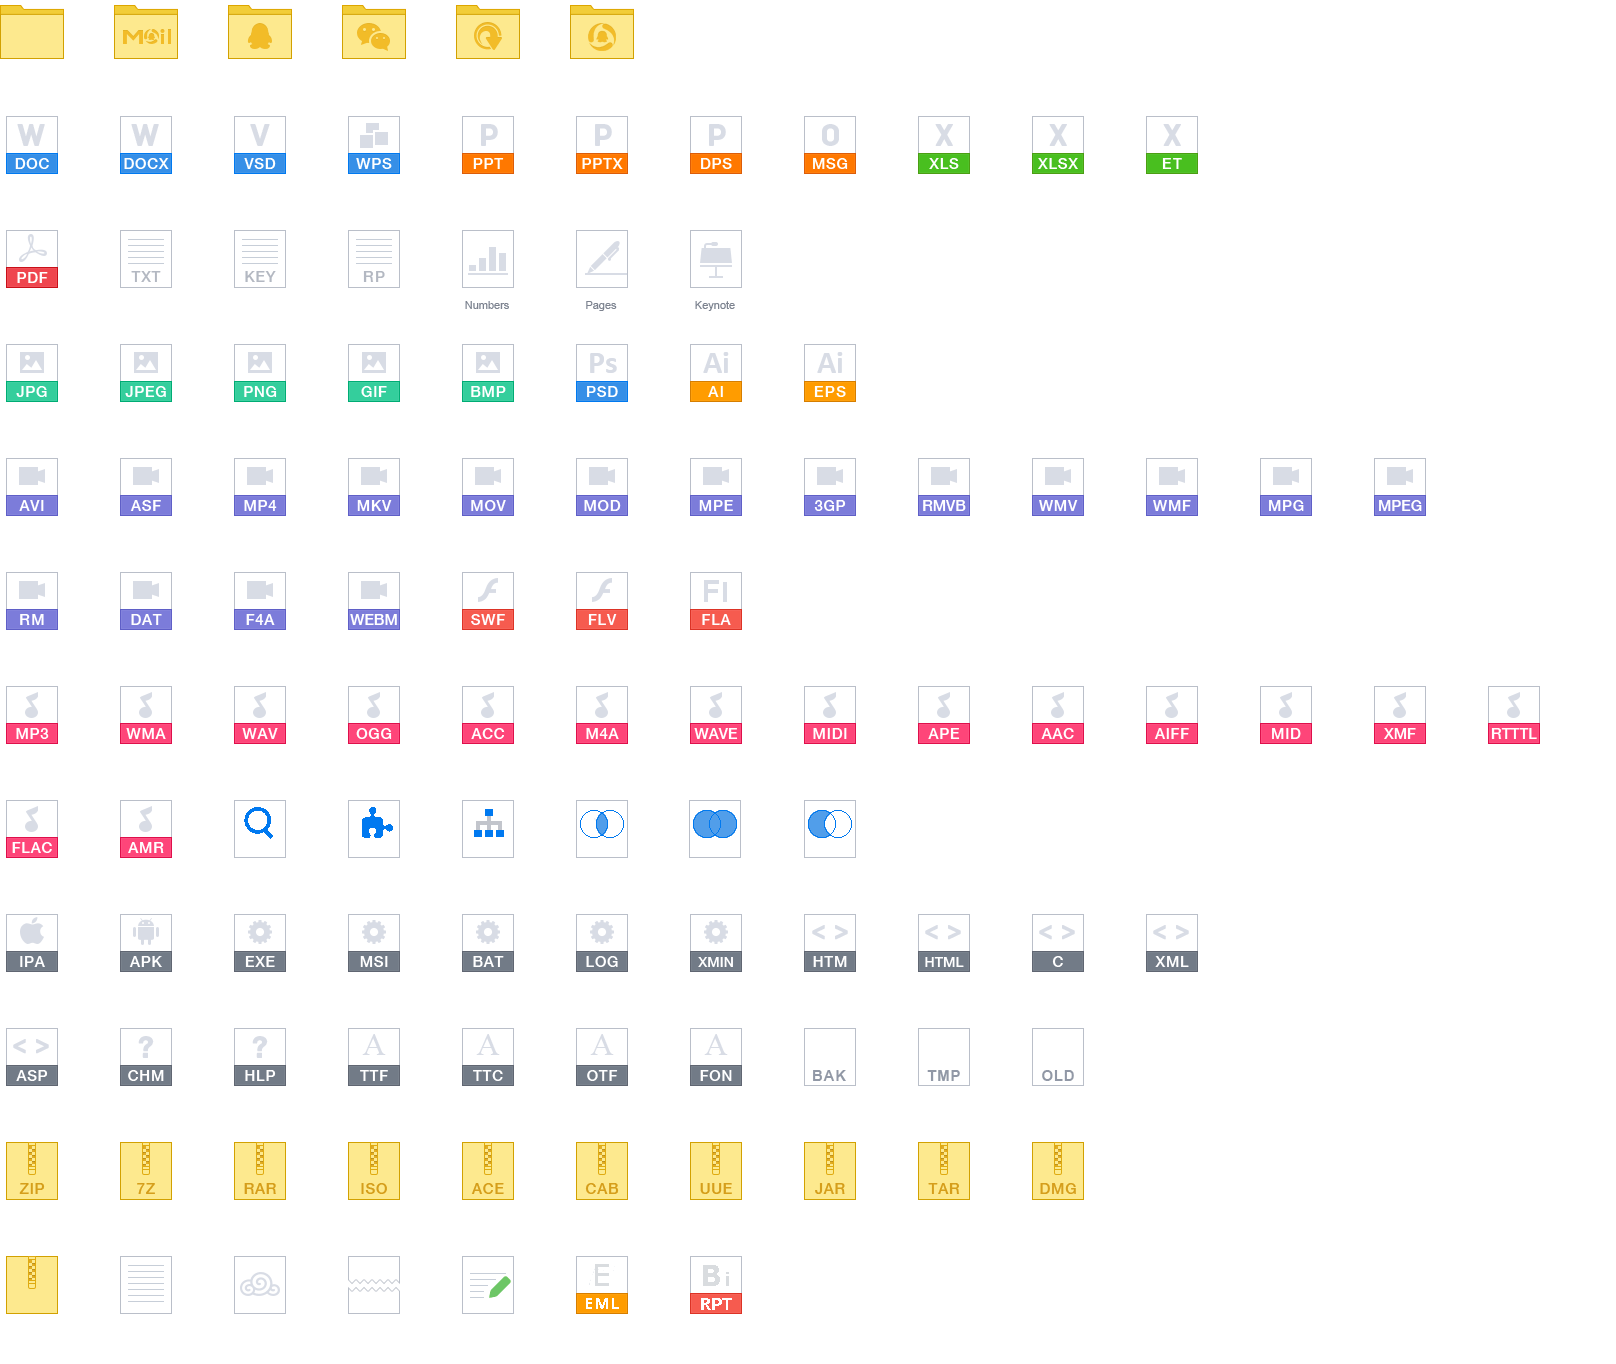 M@il
W W V P P P O X X X
DOC DOCX VSD WPS PPT PPTX DPS MSG XLS XLSX ET
PDF TXT KEY RP
Numbers Pages Keynote
Ps Ai Ai
JPG JPEG PNG GIF BMP PSD AI EPS
AVI ASF MP4 MKV MOV MOD MPE 3GP RMVB WMV WMF MPG MPEG
Fl
RM DAT F4A WEBM SWF FLV FLA
MP3 WMA WAV OGG ACC M4A WAVE MIDI APE AAC AIFF MID XMF RTTTL
FLAC AMR
< > < > < > < >
IPA APK EXE MSI BAT LOG XMIN HTM HTML C XML
< > ? ? A A A A
ASP CHM HLP TTF TTC OTF FON BAK TMP OLD
ZIP 7Z RAR ISO ACE CAB UUE JAR TAR DMG
E Bi
EML RPT